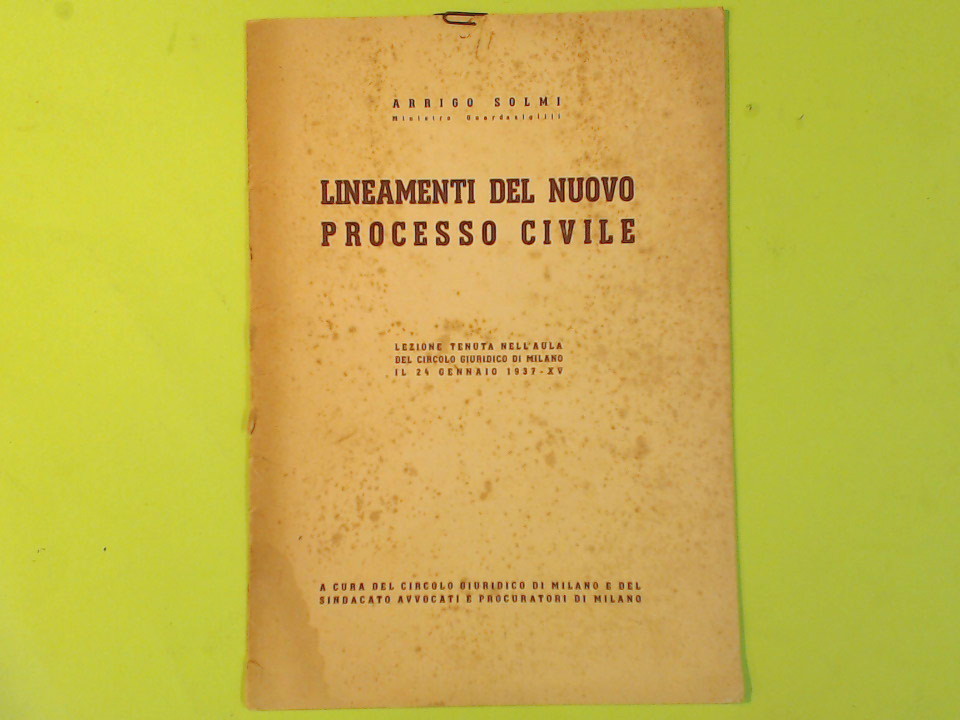 ARRIGO SOLMI
Ministro Guardasigilli
LINEAMENTI DEL NUOVO
PROCESSO CIVILE
LEZIONE TENUTA NELL'AULA
DEL CIRCOLO GIURIDICO DI MILANO
IL 24 GENNAIO 1937-XV
A CURA DEL CIRCOLO GIURIDICO DI MILANO E DEL
SINDACATO AVVOCATI E PROCURATORI DI MILANO